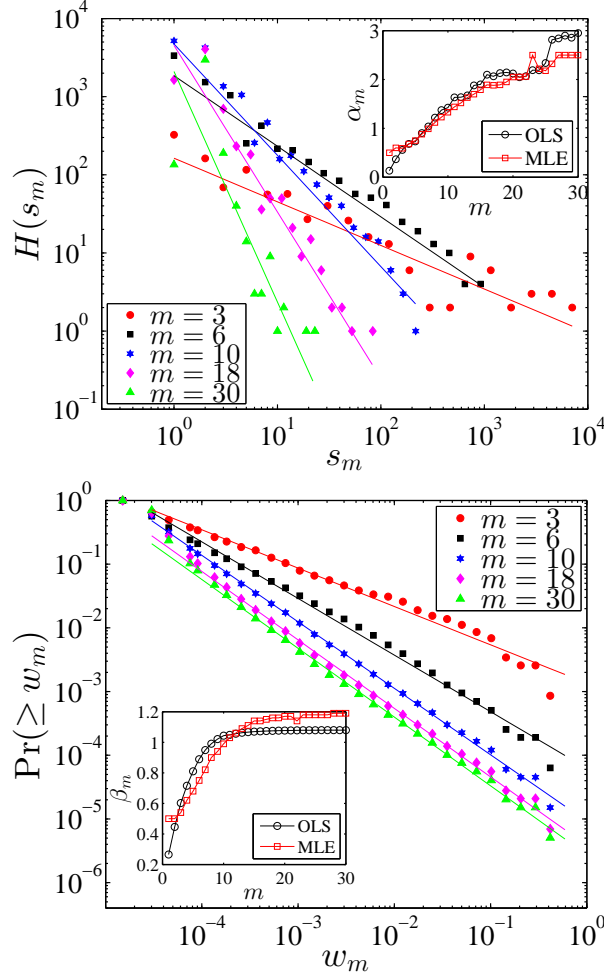 10^5
10^4
10^3
10^2
10^1
10^0
10^{-1}
H(s_m)
10^0 10^1 10^2 10^3 10^4
s_m
m = 3
m = 6
m = 10
m = 18
m = 30
3
2
1
0
α_m
0 10 20 30
m
OLS
MLE
10^0
10^{-1}
10^{-2}
10^{-3}
10^{-4}
10^{-5}
10^{-6}
Pr(≥ w_m)
10^{-4} 10^{-3} 10^{-2} 10^{-1} 10^0
w_m
m = 3
m = 6
m = 10
m = 18
m = 30
1.2
1
0.8
0.6
0.4
0.2
β_m
0 10 20 30
m
OLS
MLE